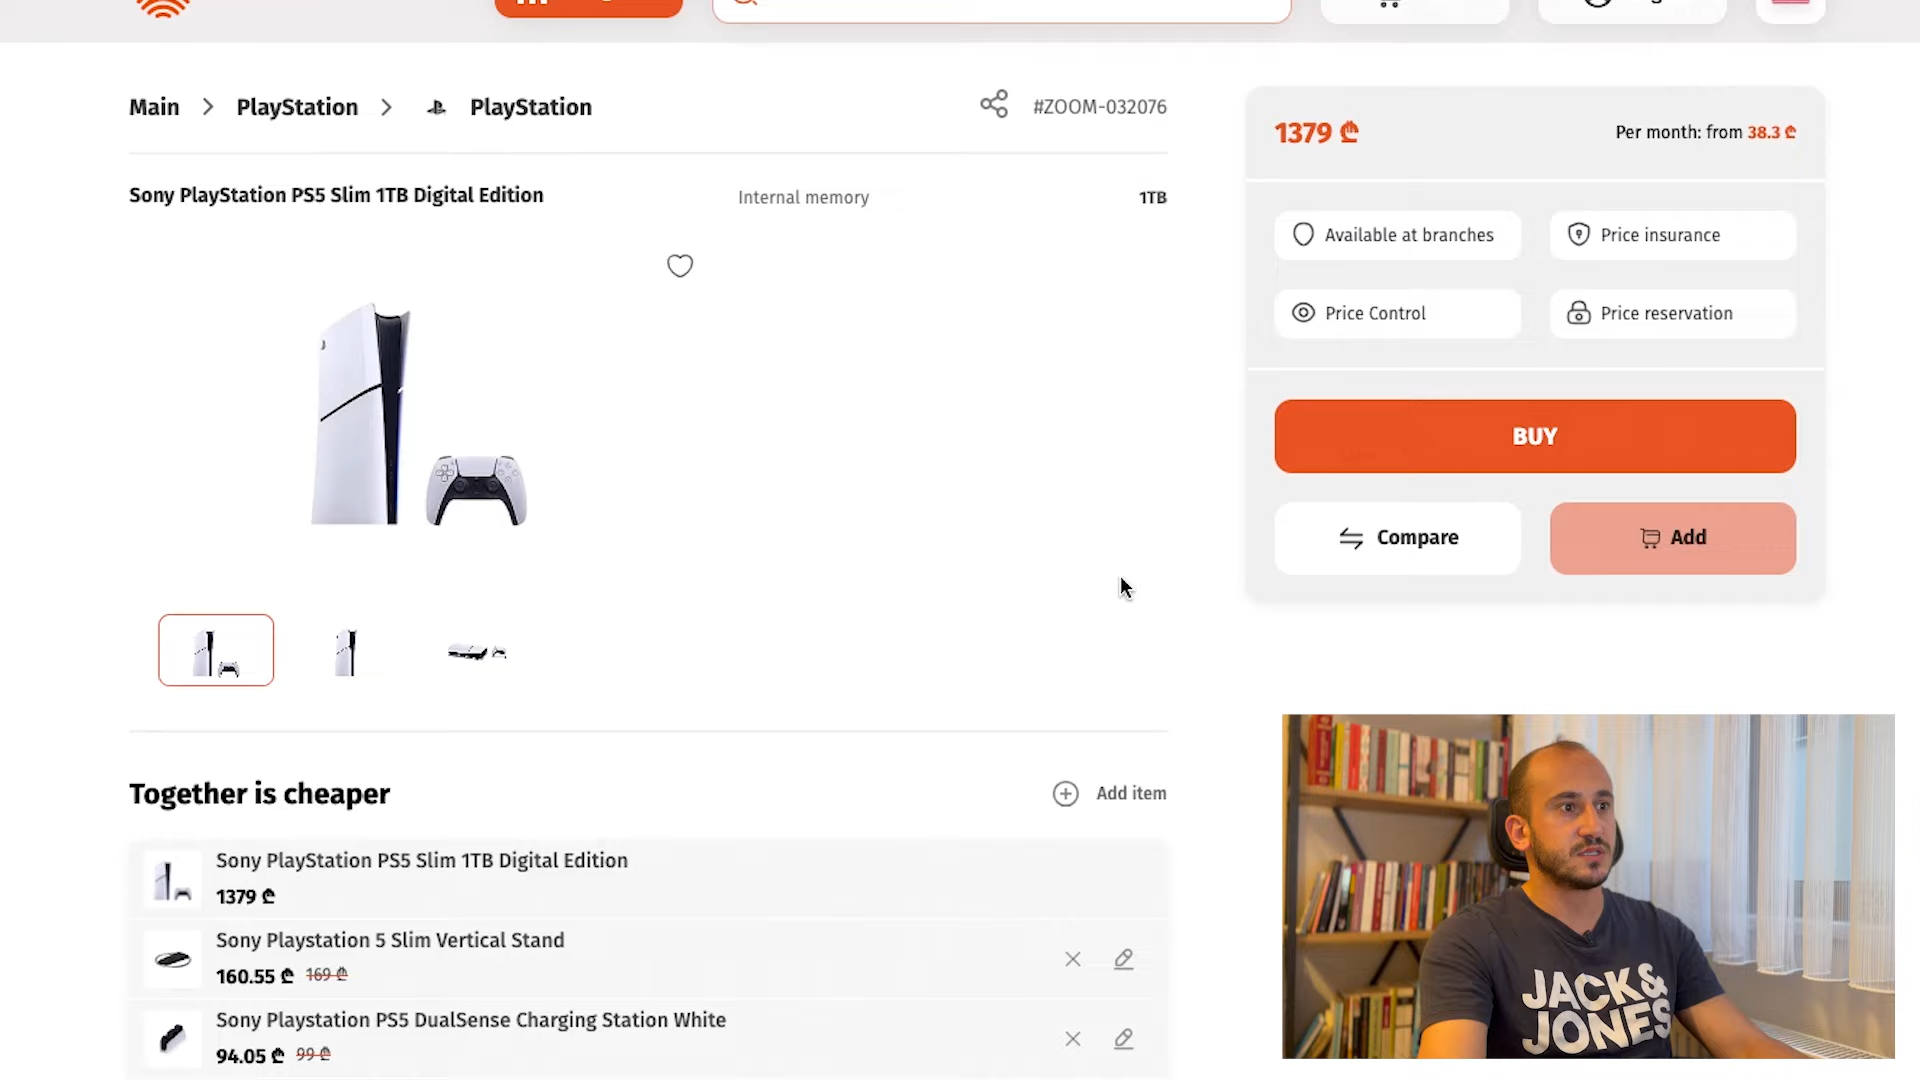 Main
PlayStation
PlayStation
#ZOOM-032076
1379 ₾
Per month: from 38.3 ₾
Sony PlayStation PS5 Slim 1TB Digital Edition
Internal memory
1TB
Available at branches
Price insurance
Price Control
Price reservation
BUY
Compare
Add
Together is cheaper
Add item
Sony PlayStation PS5 Slim 1TB Digital Edition
1379 ₾
Sony Playstation 5 Slim Vertical Stand
160.55 ₾ 169 ₾
Sony Playstation PS5 DualSense Charging Station White
94.05 ₾ 99 ₾
JACK&
JONES